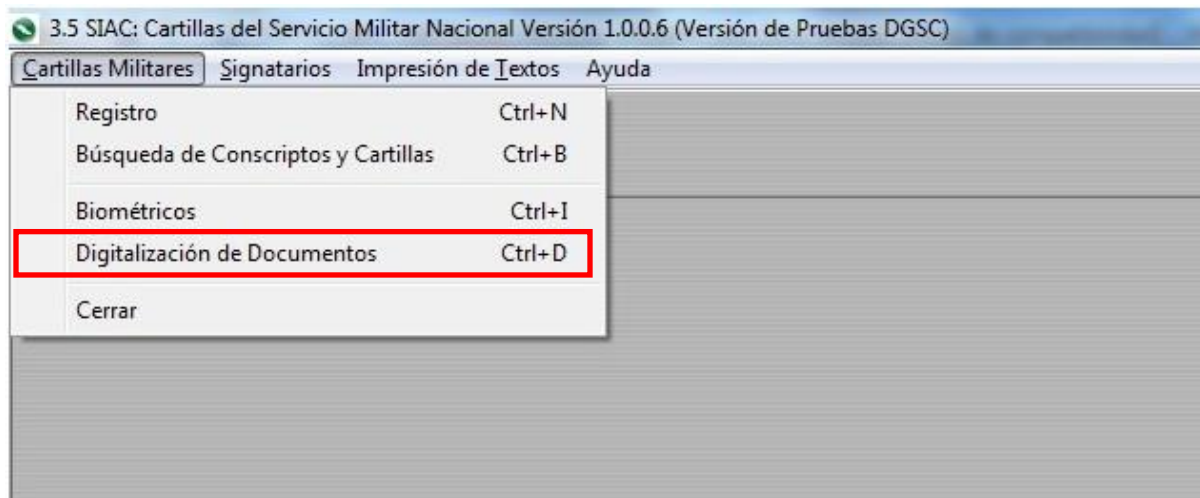 3.5 SIAC: Cartillas del Servicio Militar Nacional Versión 1.0.0.6 (Versión de Pruebas DGSC)
Cartillas Militares Signatarios Impresión de Textos Ayuda
Registro Ctrl+N
Búsqueda de Conscriptos y Cartillas Ctrl+B
Biométricos Ctrl+I
Digitalización de Documentos Ctrl+D
Cerrar